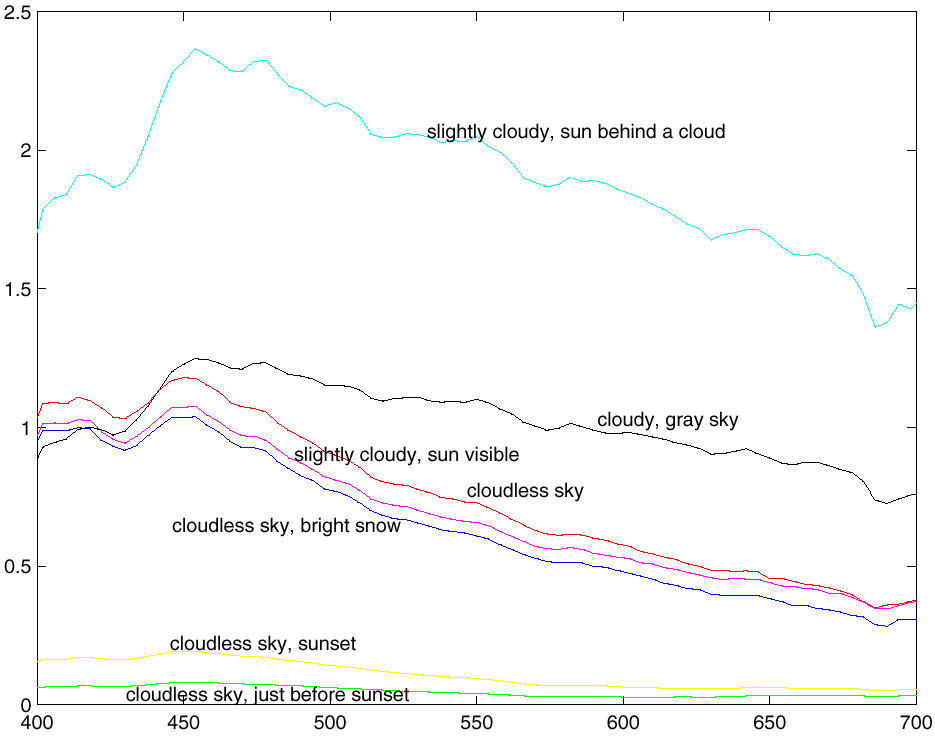 2.5
slightly cloudy, sun behind a cloud
2
1.5
cloudy, gray sky
1
slightly cloudy, sun visible
cloudless sky
cloudless sky, bright snow
0.5
cloudless sky, sunset
cloudless sky, just before sunset
0
400 450 500 550 600 650 700